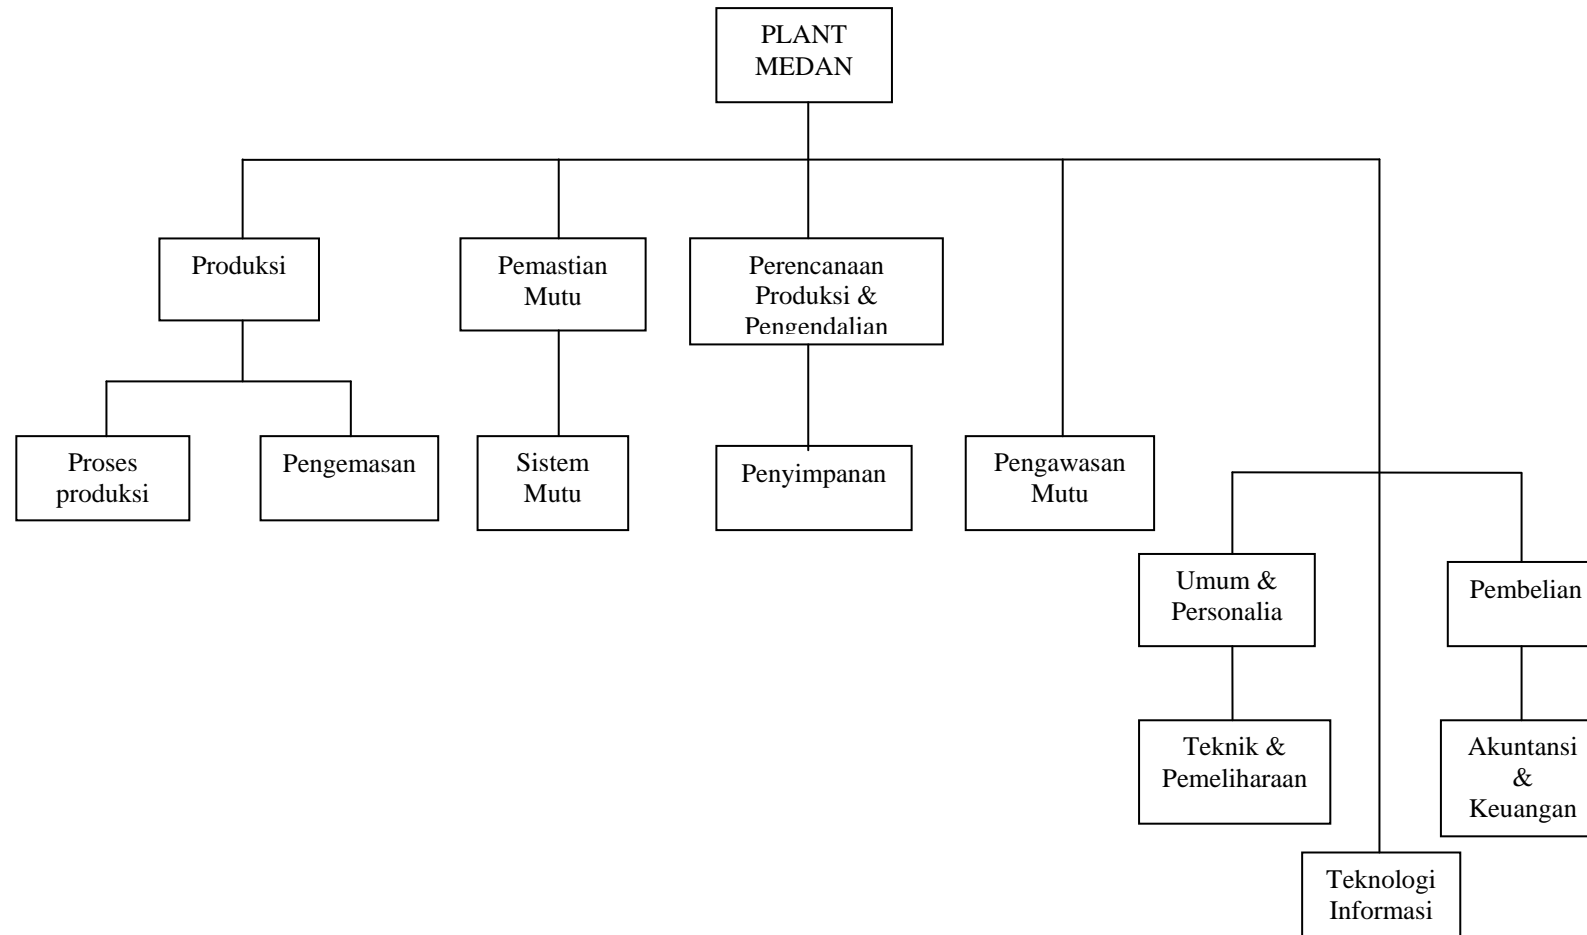 PLANT
MEDAN
Produksi
Pemastian
Mutu
Perencanaan
Produksi &
Pengendalian
Proses
produksi
Pengemasan
Sistem
Mutu
Penyimpanan
Pengawasan
Mutu
Umum &
Personalia
Pembelian
Teknik &
Pemeliharaan
Akuntansi
&
Keuangan
Teknologi
Informasi